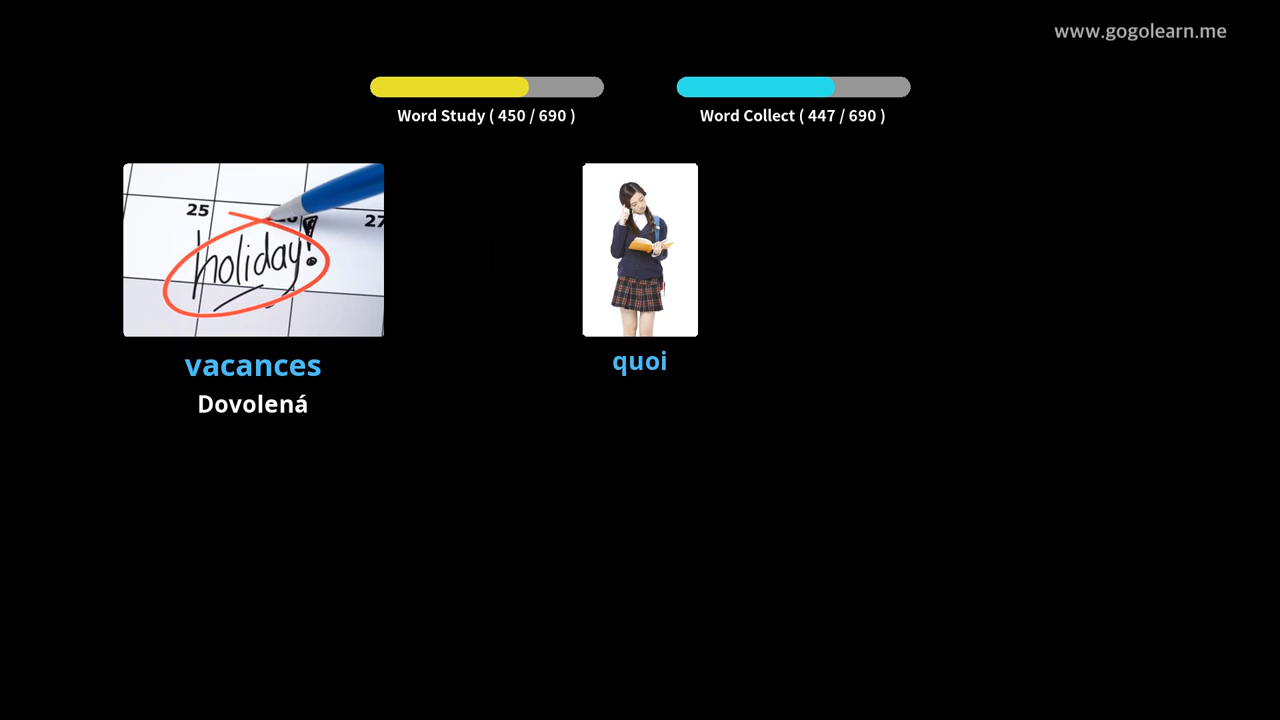 www.gogolearn.me
Word Study ( 450 / 690 )
Word Collect ( 447 / 690 )
25
27
holiday!
vacances
Dovolená
quoi